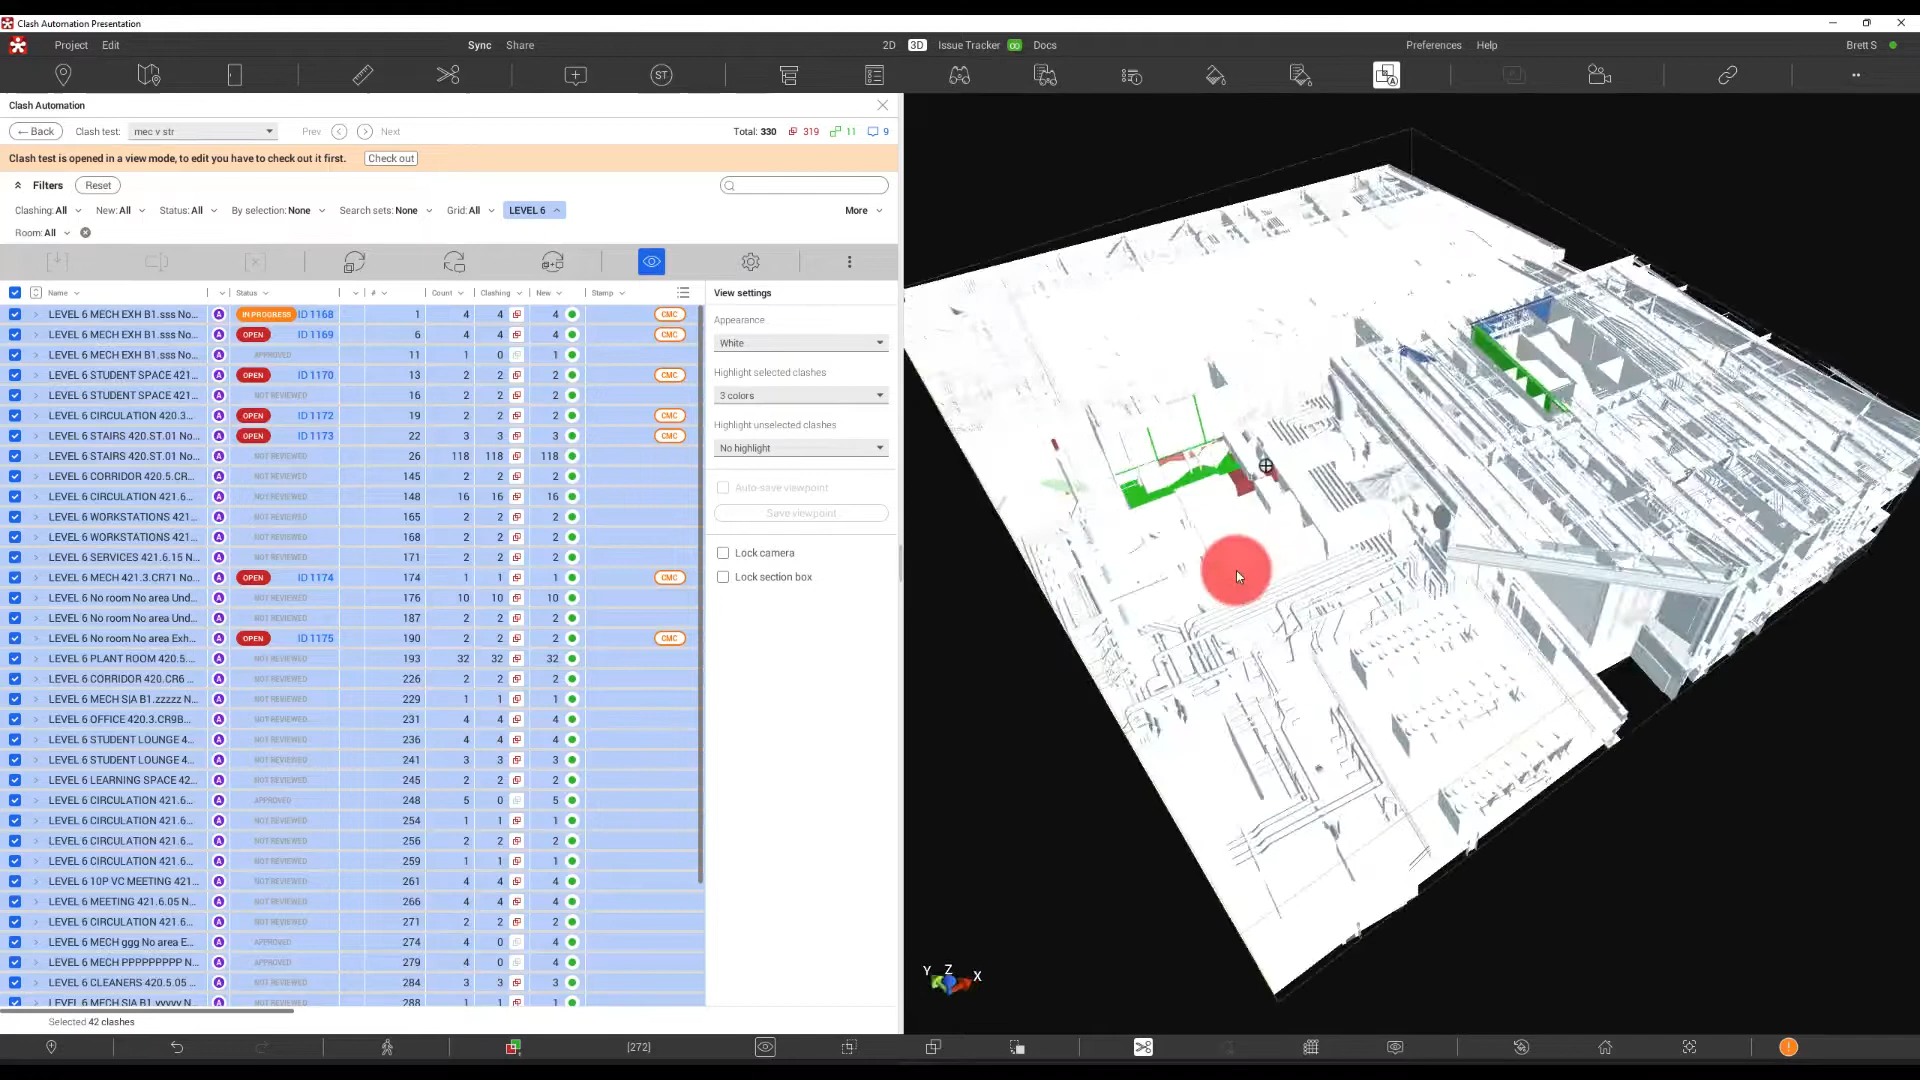 Clash Automation Presentation
Project Edit Sync Share 2D 3D Issue Tracker Docs Preferences Help Brett S
ST
Clash Automation
← Back Clash test: mec v str Prev Next Total: 330 319 11 9
Clash test is opened in a view mode, to edit you have to check out it first. Check out
Filters Reset
Clashing: All New: All Status: All By selection: None Search sets: None Grid: All LEVEL 6 More
Room: All
Name Status # Count Clashing New Stamp
LEVEL 6 MECH EXH B1.sss No... A IN PROGRESS ID 1168 1 4 4 4 CMC
LEVEL 6 MECH EXH B1.sss No... A OPEN ID 1169 6 4 4 4 CMC
LEVEL 6 MECH EXH B1.sss No... A APPROVED 11 1 0 1
LEVEL 6 STUDENT SPACE 421... A OPEN ID 1170 13 2 2 2 CMC
LEVEL 6 STUDENT SPACE 421... A NOT REVIEWED 16 2 2 2
LEVEL 6 CIRCULATION 420.3... A OPEN ID 1172 19 2 2 2 CMC
LEVEL 6 STAIRS 420.ST.01 No... A OPEN ID 1173 22 3 3 3 CMC
LEVEL 6 STAIRS 420.ST.01 No... A NOT REVIEWED 26 118 118 118
LEVEL 6 CORRIDOR 420.5.CR... A NOT REVIEWED 145 2 2 2
LEVEL 6 CIRCULATION 421.6... A NOT REVIEWED 148 16 16 16
LEVEL 6 WORKSTATIONS 421... A NOT REVIEWED 165 2 2 2
LEVEL 6 WORKSTATIONS 421... A NOT REVIEWED 168 2 2 2
LEVEL 6 SERVICES 421.6.15 N... A NOT REVIEWED 171 2 2 2
LEVEL 6 MECH 421.3.CR71 No... A OPEN ID 1174 174 1 1 1 CMC
LEVEL 6 No room No area Und... A NOT REVIEWED 176 10 10 10
LEVEL 6 No room No area Und... A NOT REVIEWED 187 2 2 2
LEVEL 6 No room No area Exh... A OPEN ID 1175 190 2 2 2 CMC
LEVEL 6 PLANT ROOM 420.5.... A NOT REVIEWED 193 32 32 32
LEVEL 6 CORRIDOR 420.CR6 ... A NOT REVIEWED 226 2 2 2
LEVEL 6 MECH S|A B1.zzzzz N... A NOT REVIEWED 229 1 1 1
LEVEL 6 OFFICE 420.3.CR9B... A NOT REVIEWED 231 4 4 4
LEVEL 6 STUDENT LOUNGE 4... A NOT REVIEWED 236 4 4 4
LEVEL 6 STUDENT LOUNGE 4... A NOT REVIEWED 241 3 3 3
LEVEL 6 LEARNING SPACE 42... A NOT REVIEWED 245 2 2 2
LEVEL 6 CIRCULATION 421.6... A APPROVED 248 5 0 5
LEVEL 6 CIRCULATION 421.6... A NOT REVIEWED 254 1 1 1
LEVEL 6 CIRCULATION 421.6... A NOT REVIEWED 256 2 2 2
LEVEL 6 CIRCULATION 421.6... A NOT REVIEWED 259 1 1 1
LEVEL 6 10P VC MEETING 421... A NOT REVIEWED 261 4 4 4
LEVEL 6 MEETING 421.6.05 N... A NOT REVIEWED 266 4 4 4
LEVEL 6 CIRCULATION 421.6... A NOT REVIEWED 271 2 2 2
LEVEL 6 MECH ggg No area E... A APPROVED 274 4 0 4
LEVEL 6 MECH PPPPPPPPP N... A APPROVED 279 4 0 4
LEVEL 6 CLEANERS 420.5.05 ... A NOT REVIEWED 284 3 3 3
LEVEL 6 MECH S|A B1.yyyyy N... A NOT REVIEWED 288 1 1 1
Selected 42 clashes
View settings
Appearance
White
Highlight selected clashes
3 colors
Highlight unselected clashes
No highlight
Auto-save viewpoint
Save viewpoint
Lock camera
Lock section box
Y Z X
[272]